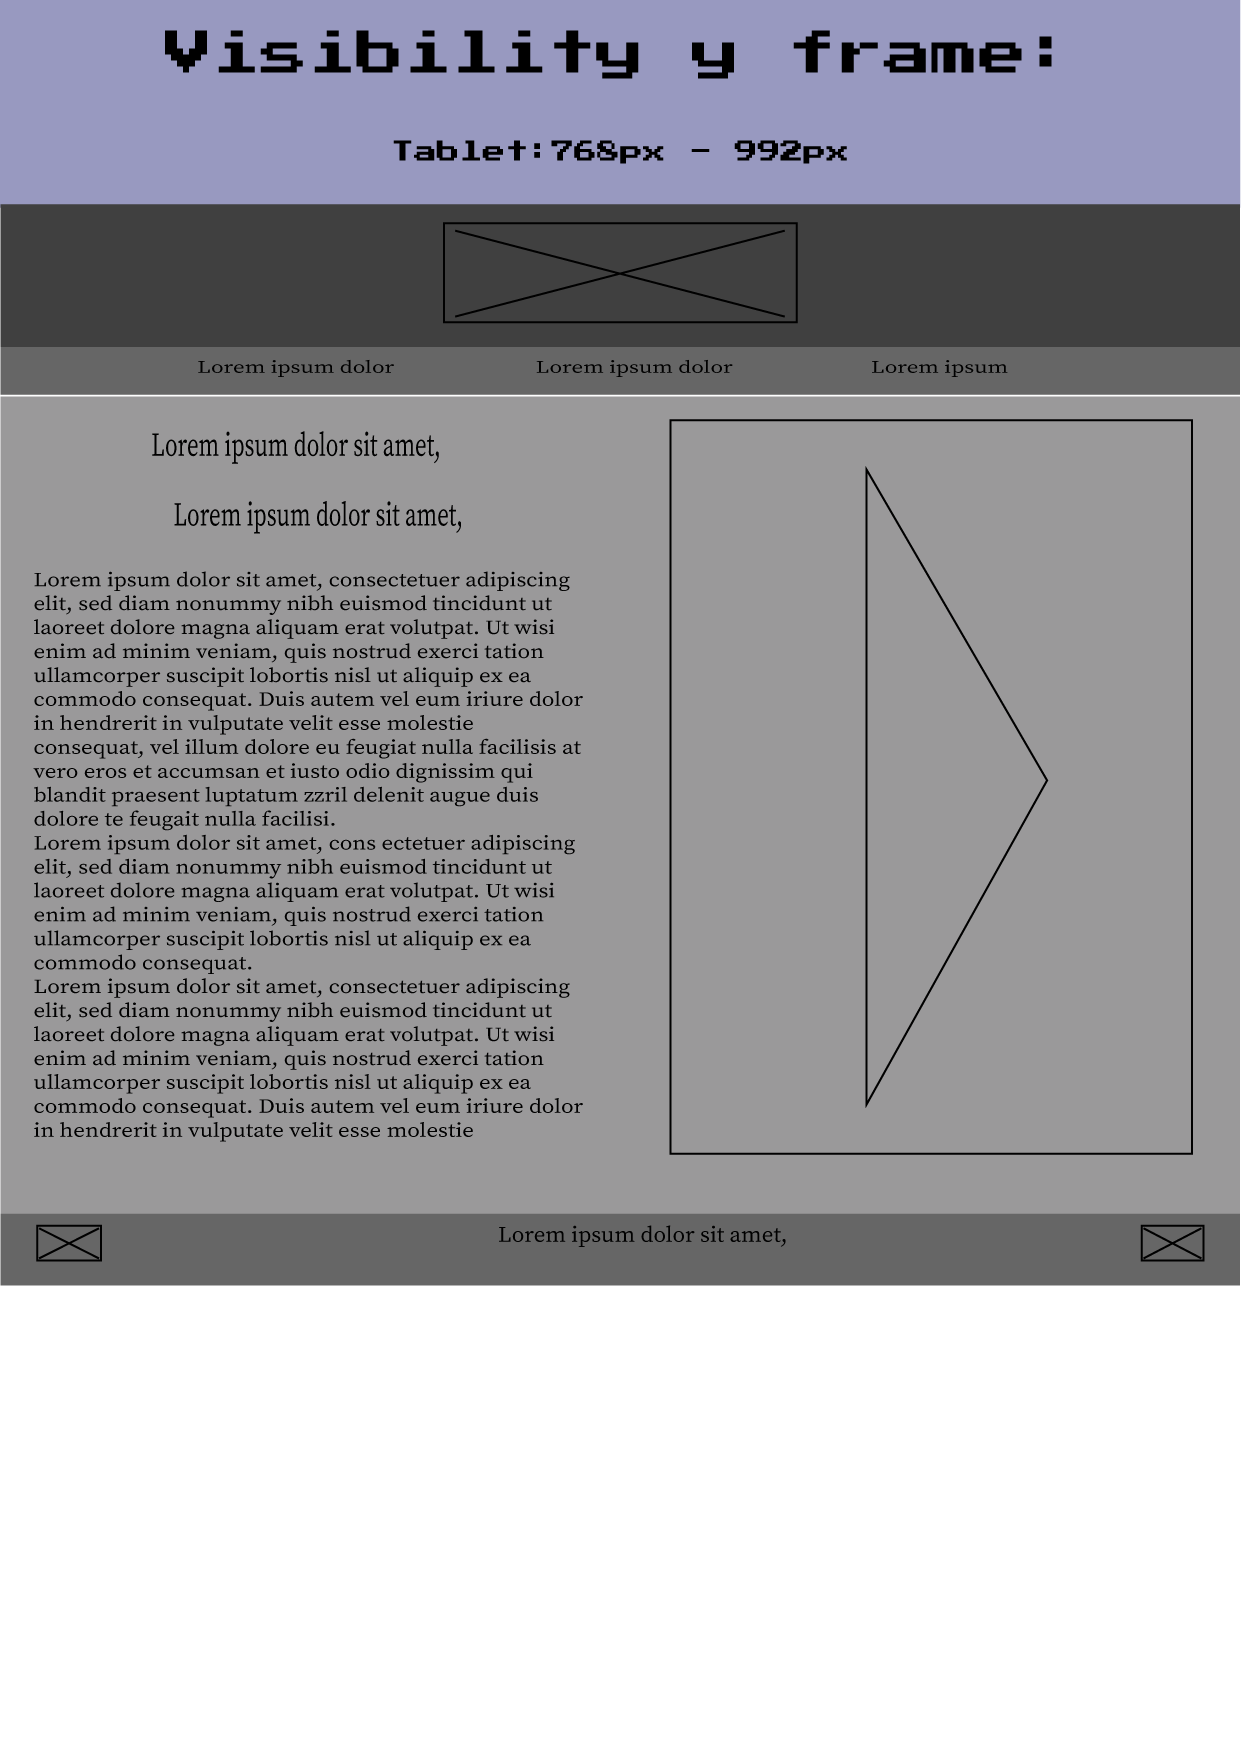 Visibility y frame:
Tablet:768px - 992px
Lorem ipsum dolor
Lorem ipsum dolor
Lorem ipsum
Lorem ipsum dolor sit amet,
Lorem ipsum dolor sit amet,
Lorem ipsum dolor sit amet, consectetuer adipiscing
elit, sed diam nonummy nibh euismod tincidunt ut
laoreet dolore magna aliquam erat volutpat. Ut wisi
enim ad minim veniam, quis nostrud exerci tation
ullamcorper suscipit lobortis nisl ut aliquip ex ea
commodo consequat. Duis autem vel eum iriure dolor
in hendrerit in vulputate velit esse molestie
consequat, vel illum dolore eu feugiat nulla facilisis at
vero eros et accumsan et iusto odio dignissim qui
blandit praesent luptatum zzril delenit augue duis
dolore te feugait nulla facilisi.
Lorem ipsum dolor sit amet, cons ectetuer adipiscing
elit, sed diam nonummy nibh euismod tincidunt ut
laoreet dolore magna aliquam erat volutpat. Ut wisi
enim ad minim veniam, quis nostrud exerci tation
ullamcorper suscipit lobortis nisl ut aliquip ex ea
commodo consequat.
Lorem ipsum dolor sit amet, consectetuer adipiscing
elit, sed diam nonummy nibh euismod tincidunt ut
laoreet dolore magna aliquam erat volutpat. Ut wisi
enim ad minim veniam, quis nostrud exerci tation
ullamcorper suscipit lobortis nisl ut aliquip ex ea
commodo consequat. Duis autem vel eum iriure dolor
in hendrerit in vulputate velit esse molestie
Lorem ipsum dolor sit amet,